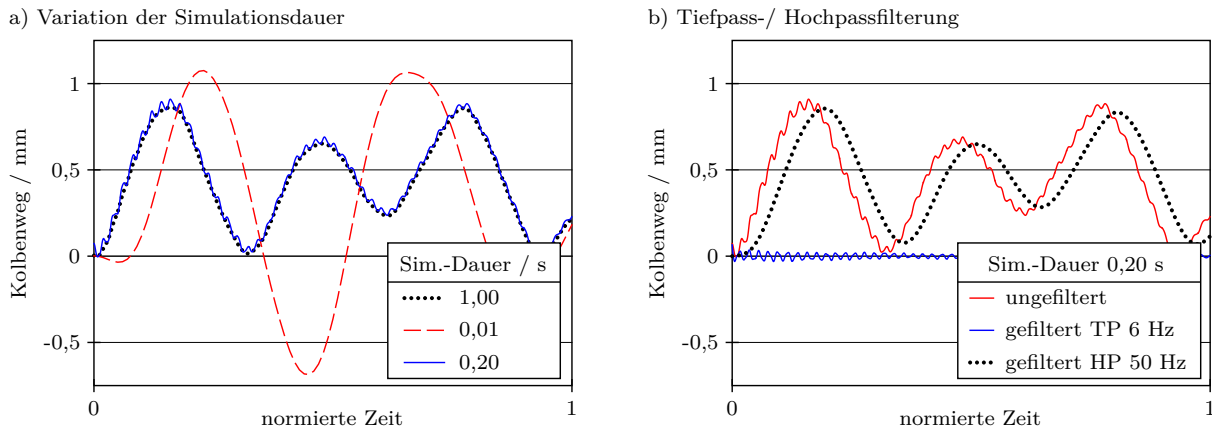 a) Variation der Simulationsdauer
Kolbenweg / mm
1
0.5
0
-0,5
Sim.-Dauer / s
1,00
0,01
0,20
0
1
normierte Zeit
b) Tiefpass-/ Hochpassfilterung
Kolbenweg / mm
1
0.5
0
-0,5
Sim.-Dauer 0,20 s
ungefiltert
gefiltert TP 6 Hz
gefiltert HP 50 Hz
0
1
normierte Zeit